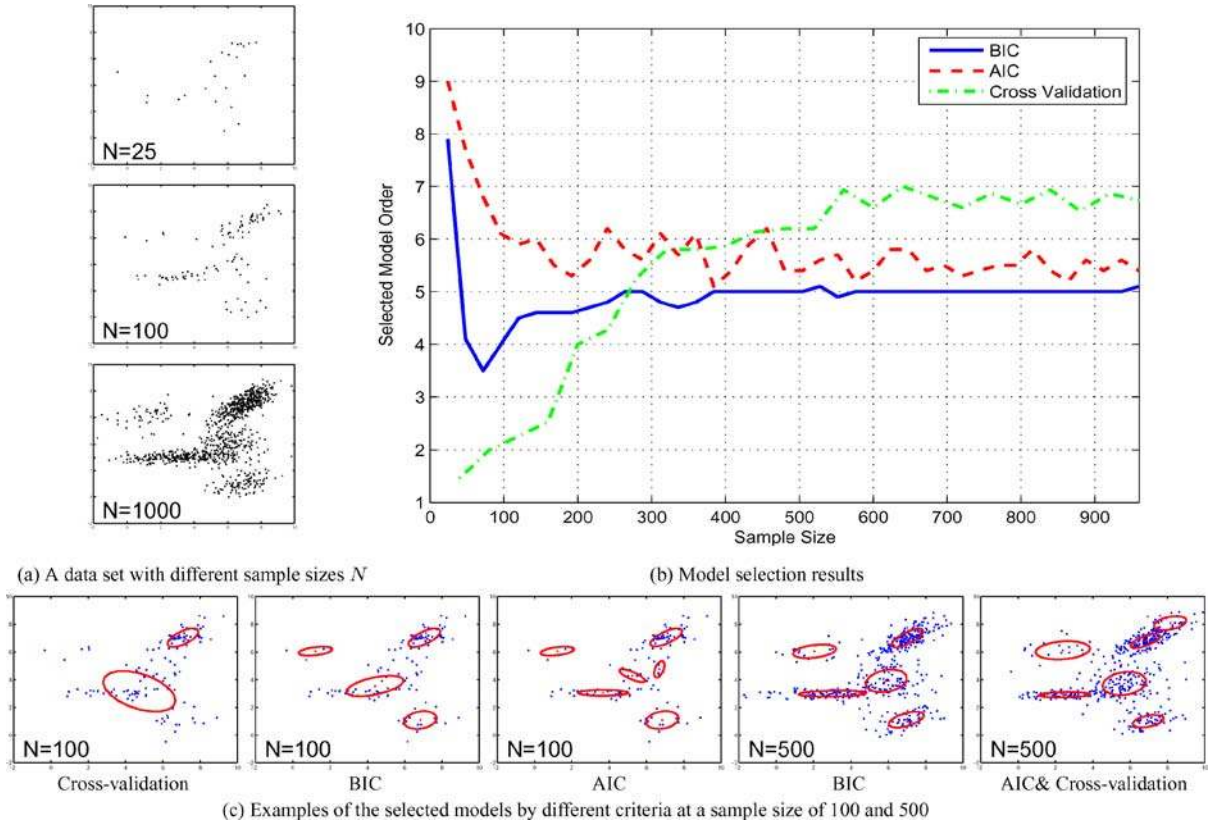 N=25
N=100
N=1000
(a) A data set with different sample sizes N
10
9
8
7
6
5
4
3
2
1
Selected Model Order
BIC
AIC
Cross Validation
0 100 200 300 400 500 600 700 800 900
Sample Size
(b) Model selection results
N=100
Cross-validation
N=100
BIC
N=100
AIC
N=500
BIC
N=500
AIC& Cross-validation
(c) Examples of the selected models by different criteria at a sample size of 100 and 500